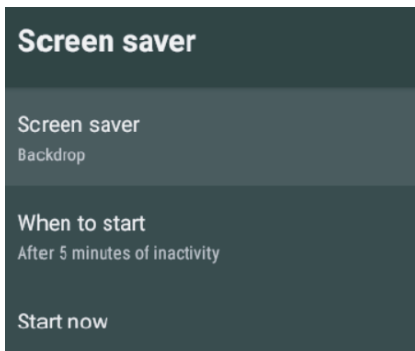 Screen saver
Screen saver
Backdrop
When to start
After 5 minutes of inactivity
Start now